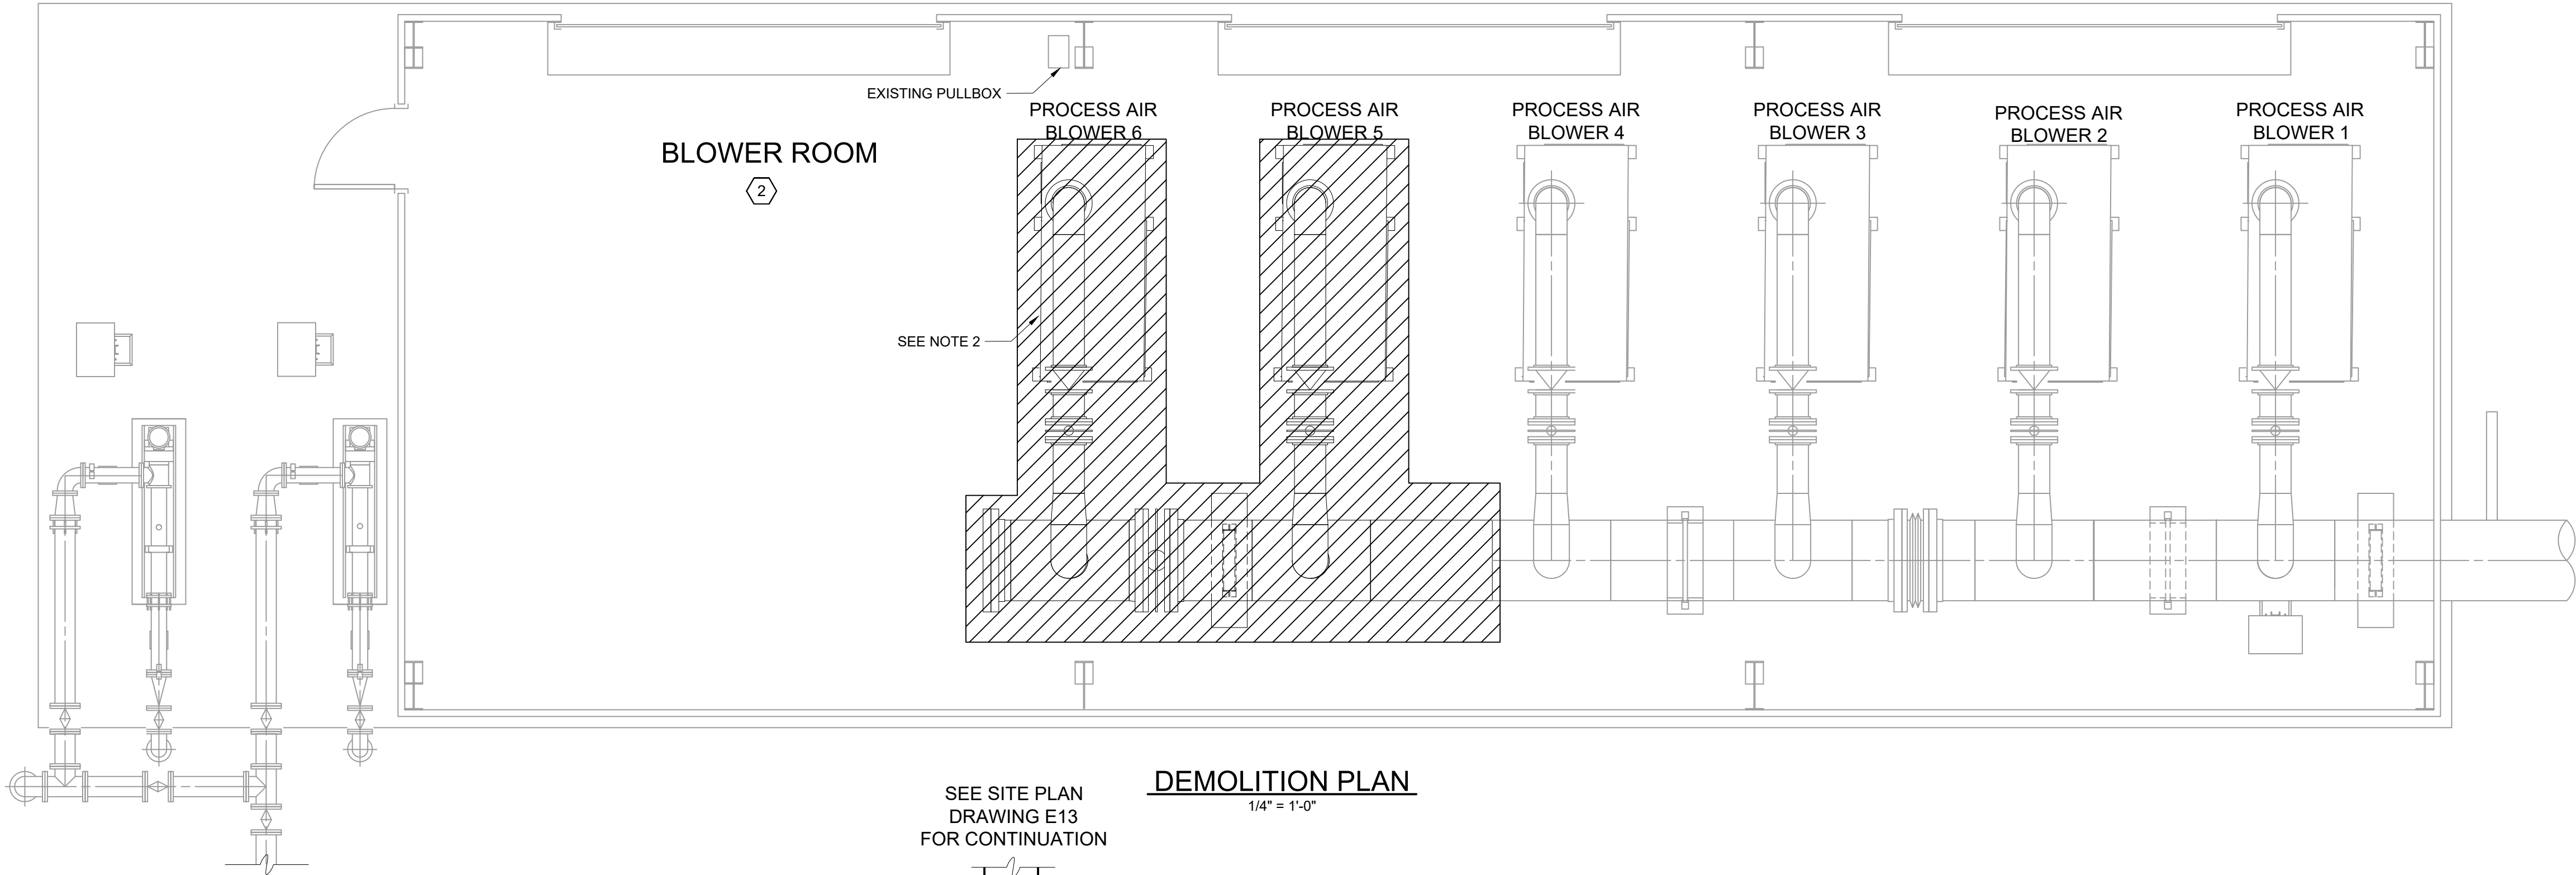 EXISTING PULLBOX
PROCESS AIR
BLOWER 6
PROCESS AIR
BLOWER 5
PROCESS AIR
BLOWER 4
PROCESS AIR
BLOWER 3
PROCESS AIR
BLOWER 2
PROCESS AIR
BLOWER 1
BLOWER ROOM
2
SEE NOTE 2
DEMOLITION PLAN
1/4" = 1'-0"
SEE SITE PLAN
DRAWING E13
FOR CONTINUATION